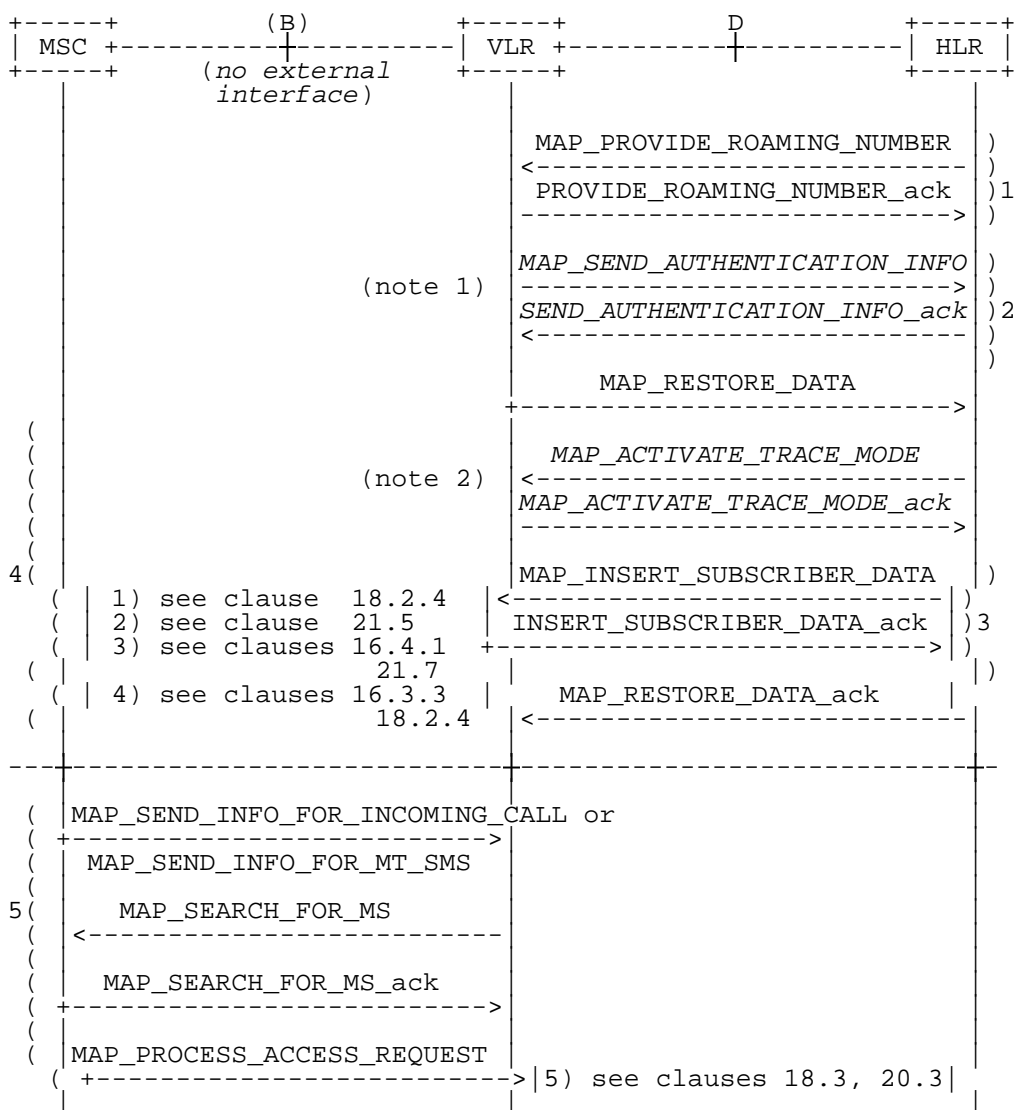 (B) D
MSC VLR HLR
(no external
interface)
MAP_PROVIDE_ROAMING_NUMBER )
)
PROVIDE_ROAMING_NUMBER_ack )1
)
MAP_SEND_AUTHENTICATION_INFO )
(note 1) )
SEND_AUTHENTICATION_INFO_ack )2
)
)
MAP_RESTORE_DATA
(
( MAP_ACTIVATE_TRACE_MODE
( (note 2)
( MAP_ACTIVATE_TRACE_MODE_ack
(
(
4( MAP_INSERT_SUBSCRIBER_DATA )
( 1) see clause 18.2.4 )
( 2) see clause 21.5 INSERT_SUBSCRIBER_DATA_ack )3
( 3) see clauses 16.4.1 )
( 21.7 )
( 4) see clauses 16.3.3 MAP_RESTORE_DATA_ack
( 18.2.4
( MAP_SEND_INFO_FOR_INCOMING_CALL or
(
( MAP_SEND_INFO_FOR_MT_SMS
(
5( MAP_SEARCH_FOR_MS
(
(
( MAP_SEARCH_FOR_MS_ack
(
(
( MAP_PROCESS_ACCESS_REQUEST
( 5) see clauses 18.3, 20.3